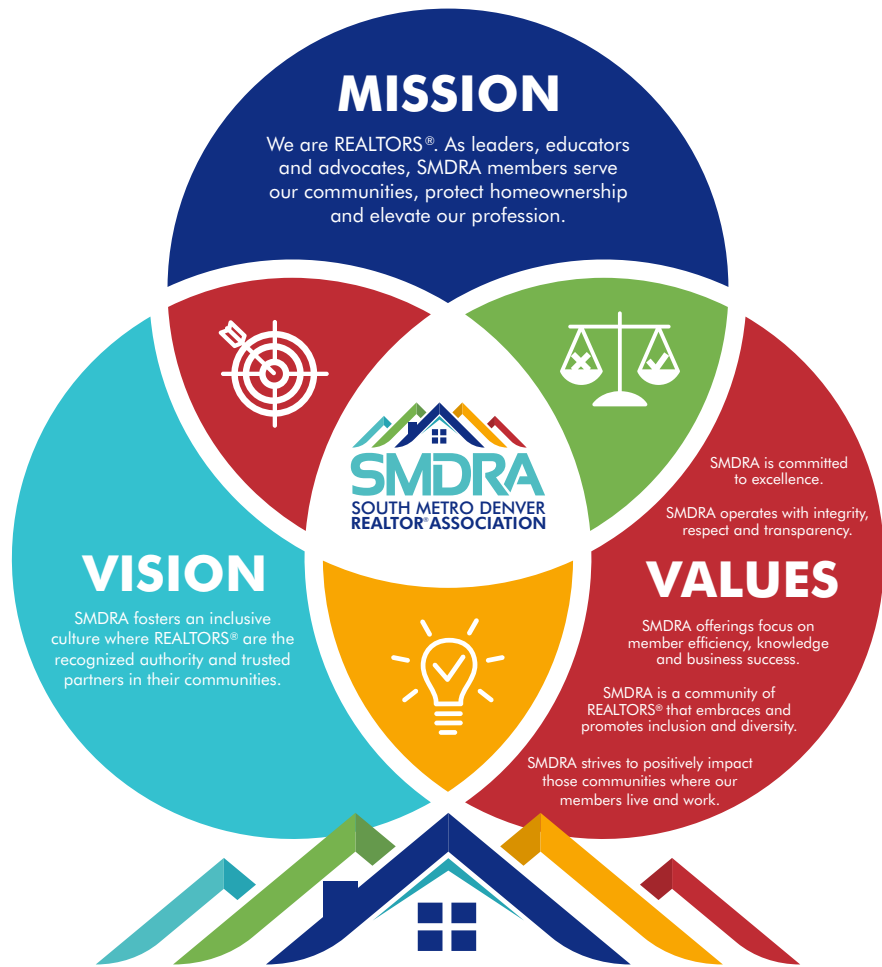 MISSION
We are REALTORS®. As leaders, educators
and advocates, SMDRA members serve
our communities, protect homeownership
and elevate our profession.
SMDRA
SOUTH METRO DENVER
REALTOR® ASSOCIATION
VISION
SMDRA fosters an inclusive
culture where REALTORS® are the
recognized authority and trusted
partners in their communities.
SMDRA is committed
to excellence.
SMDRA operates with integrity,
respect and transparency.
VALUES
SMDRA offerings focus on
member efficiency, knowledge
and business success.
SMDRA is a community of
REALTORS® that embraces and
promotes inclusion and diversity.
SMDRA strives to positively impact
those communities where our
members live and work.